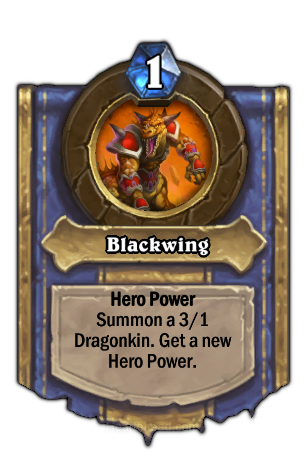 1
Blackwing
Hero Power
Summon a 3/1
Dragonkin. Get a new
Hero Power.